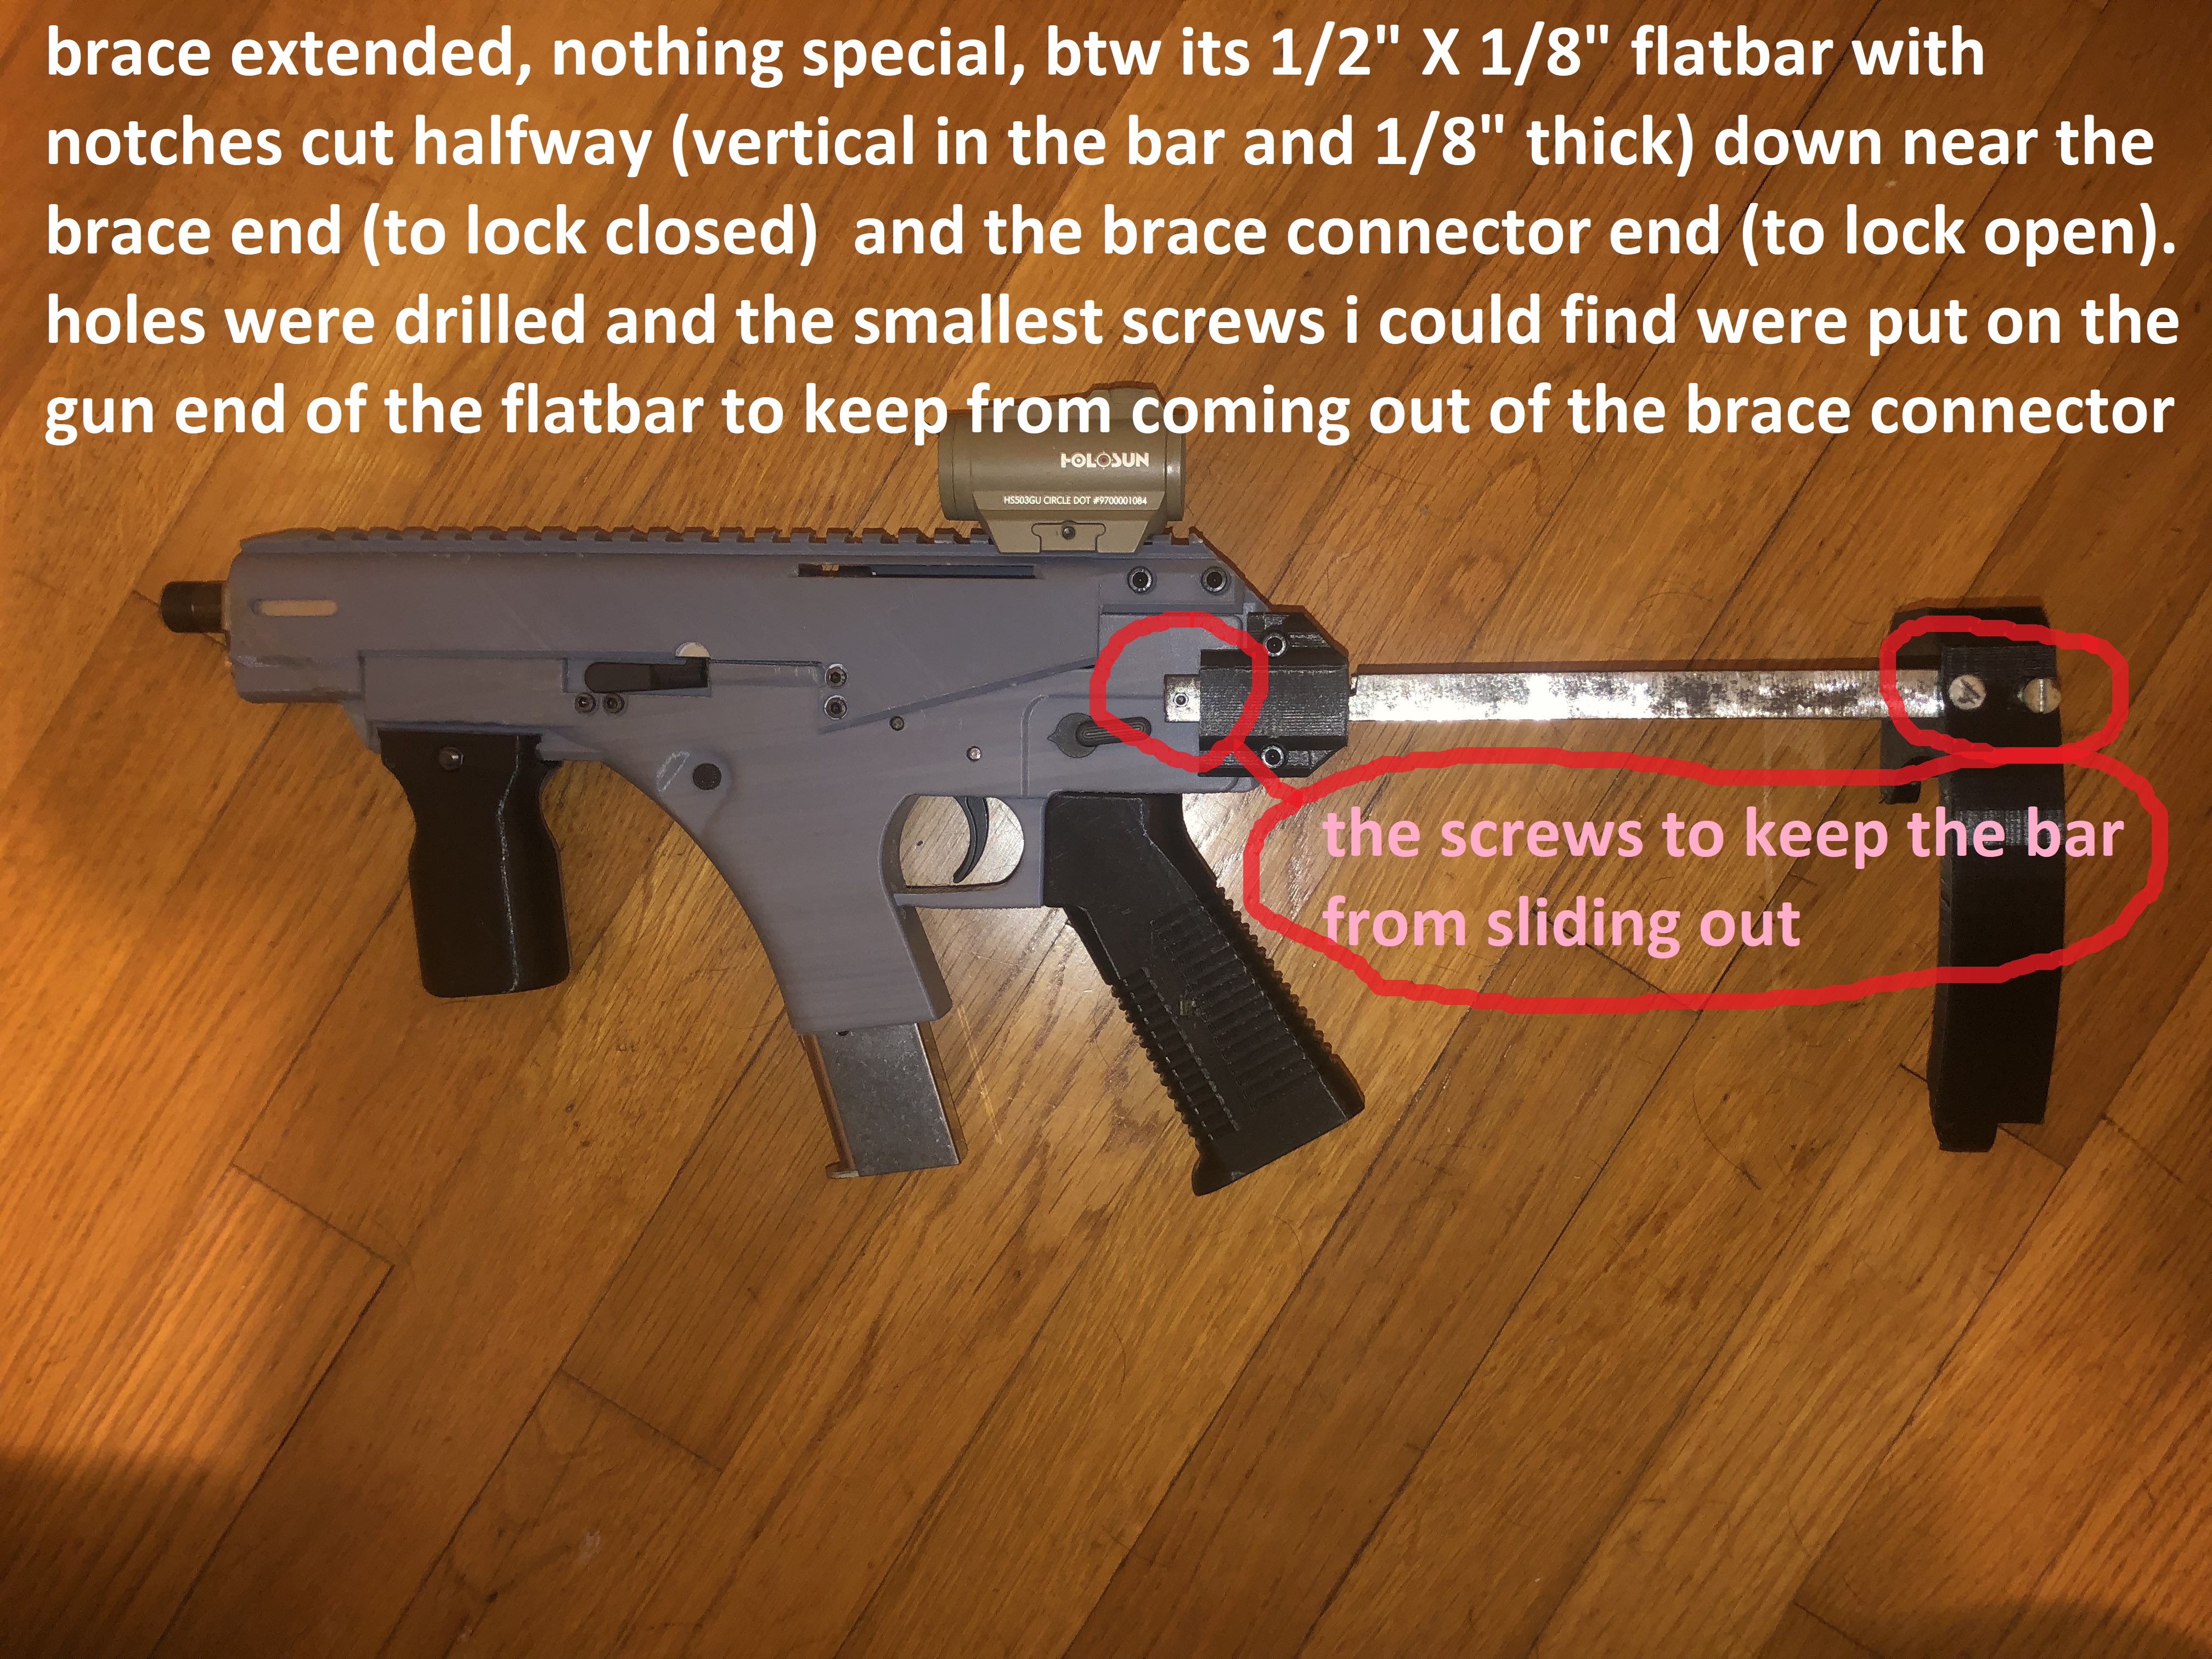 brace extended, nothing special, btw its 1/2" X 1/8" flatbar with
notches cut halfway (vertical in the bar and 1/8" thick) down near the
brace end (to lock closed)  and the brace connector end (to lock open).
holes were drilled and the smallest screws i could find were put on the
gun end of the flatbar to keep from coming out of the brace connector
HOLOSUN
HS503GU CIRCLE DOT #9700001084
the screws to keep the bar
from sliding out